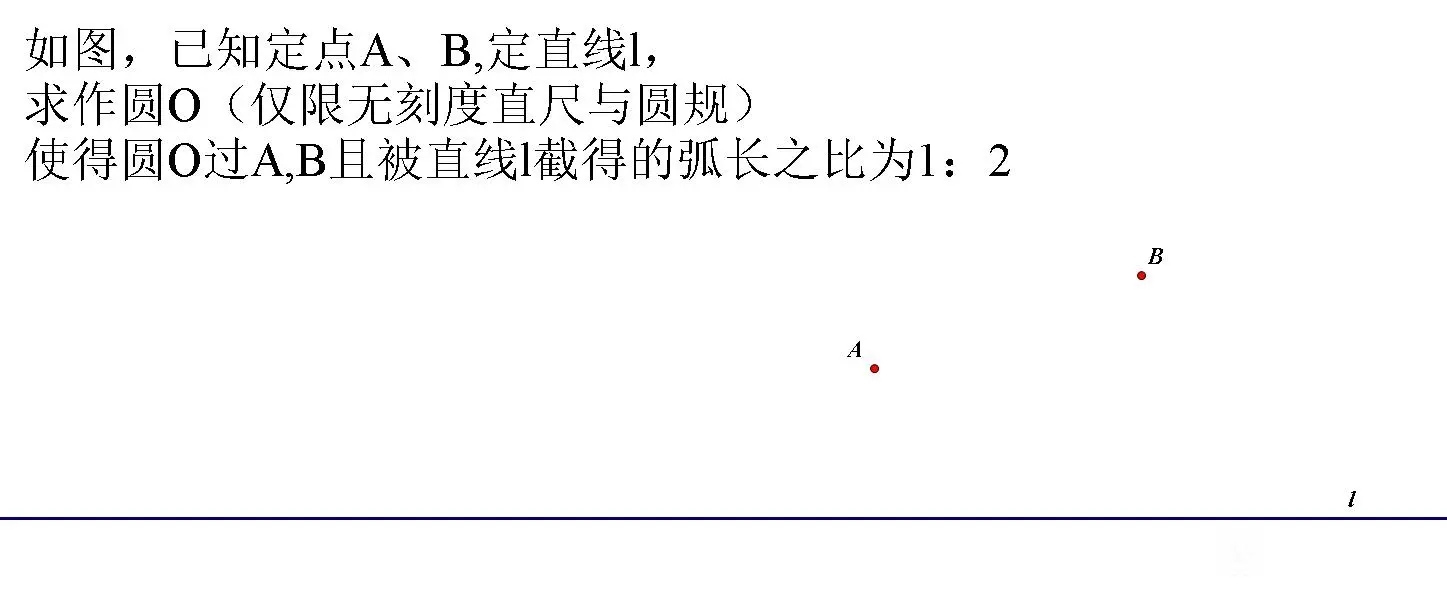 如图，已知定点A、B,定直线l，
求作圆O（仅限无刻度直尺与圆规）
使得圆O过A,B且被直线l截得的弧长之比为1：2
B
A
l